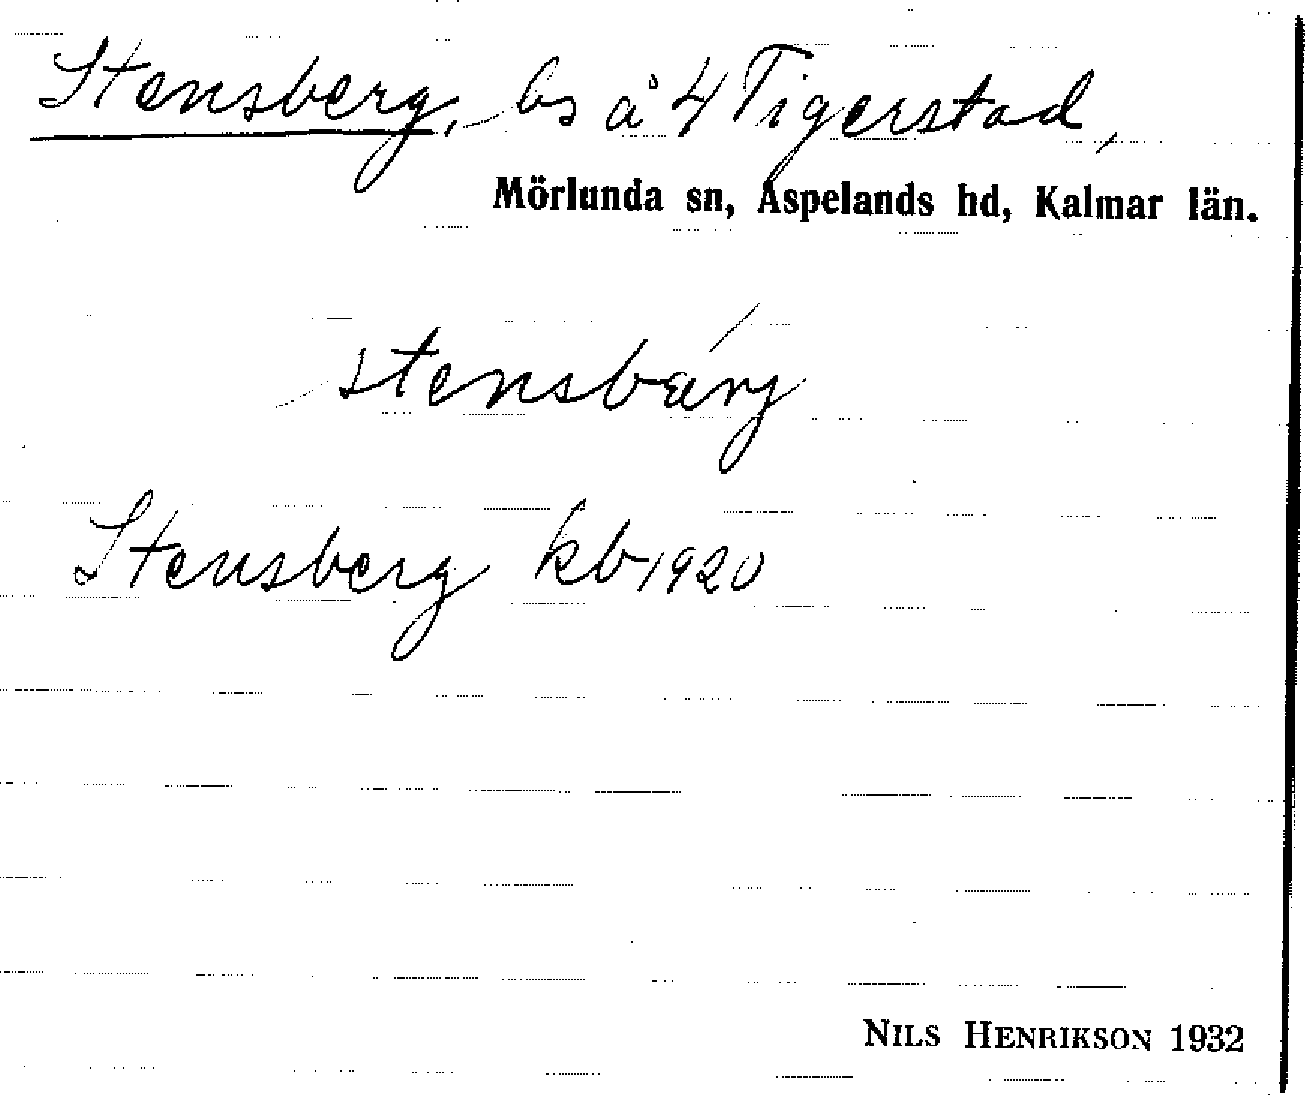 Stensberg, bs å 4 Tigerstad,
Mörlunda sn, Aspelands hd, Kalmar län.
stensbärj
Stensberg kb 1920
NILS HENRIKSON 1932